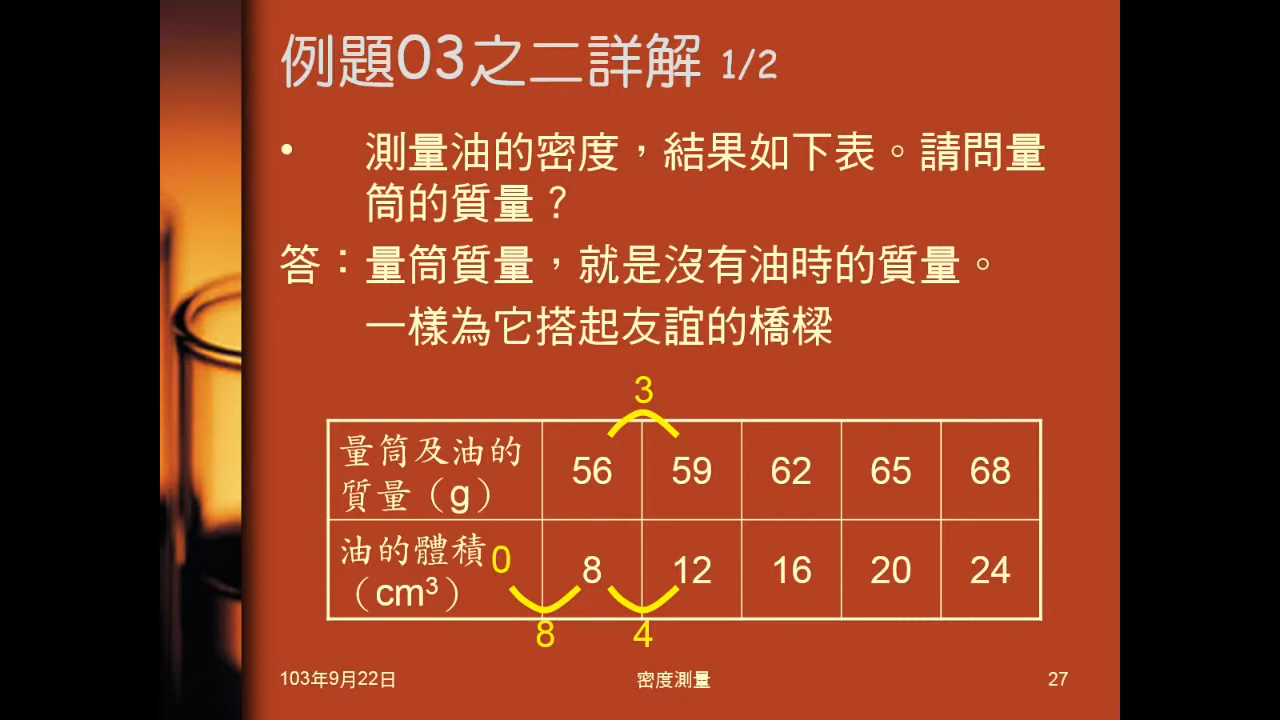 例題03之二詳解 1/2
• 測量油的密度，結果如下表。請問量
筒的質量？
答：量筒質量，就是沒有油時的質量。
一樣為它搭起友誼的橋樑
3
量筒及油的
質量（g） 56 59 62 65 68
油的體積 0
（cm³） 8 12 16 20 24
8 4
103年9月22日 密度測量 27